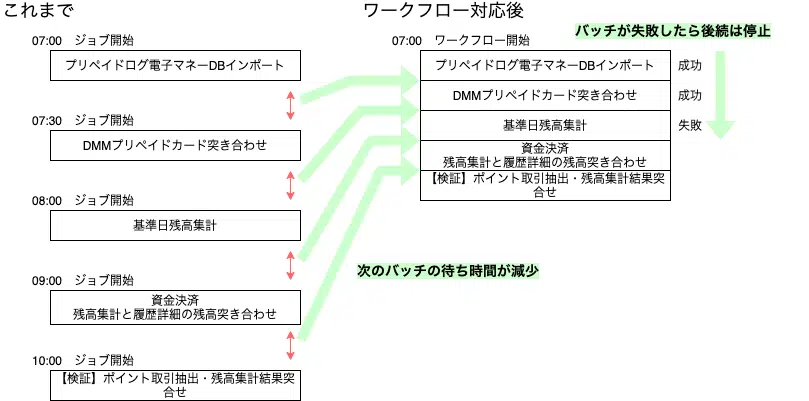 これまで
07:00 ジョブ開始
プリペイドログ電子マネーDBインポート
07:30 ジョブ開始
DMMプリペイドカード突き合わせ
08:00 ジョブ開始
基準日残高集計
09:00 ジョブ開始
資金決済
残高集計と履歴詳細の残高突き合わせ
10:00 ジョブ開始
【検証】ポイント取引抽出・残高集計結果突
合せ
ワークフロー対応後
バッチが失敗したら後続は停止
07:00 ワークフロー開始
プリペイドログ電子マネーDBインポート 成功
DMMプリペイドカード突き合わせ 成功
基準日残高集計 失敗
資金決済
残高集計と履歴詳細の残高突き合わせ
【検証】ポイント取引抽出・残高集計結果突
合せ
次のバッチの待ち時間が減少